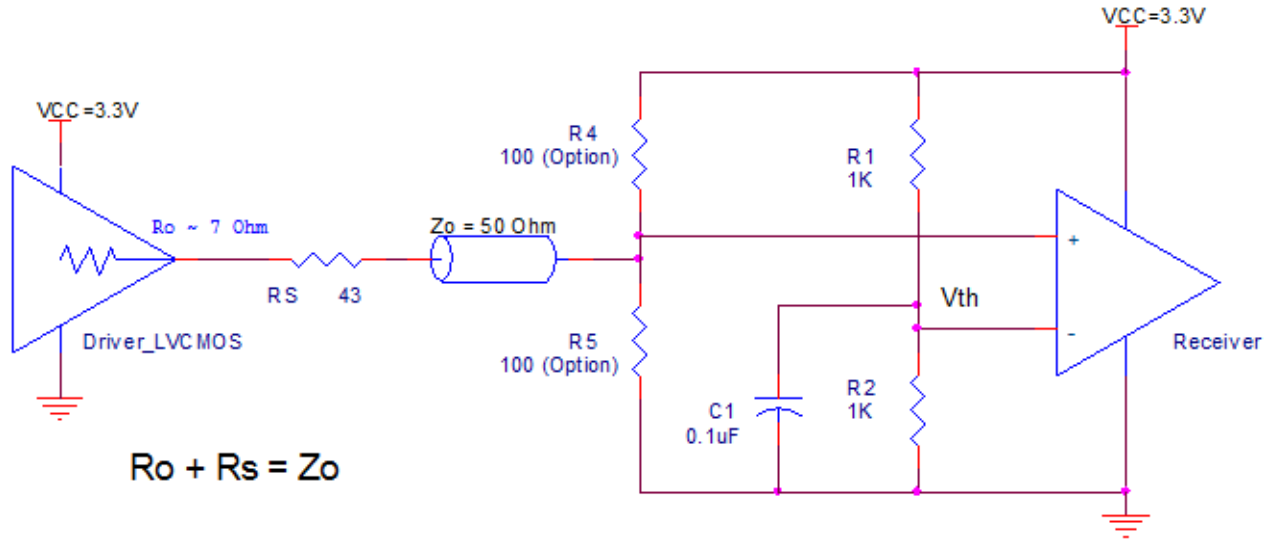 VCC=3.3V
VCC=3.3V
R4
100 (Option)
R1
1K
Ro ~ 7 Ohm
Zo = 50 Ohm
+
RS 43
Vth
-
Driver_LVCMOS
R5
100 (Option)
Receiver
R2
1K
C1
0.1uF
Ro + Rs = Zo